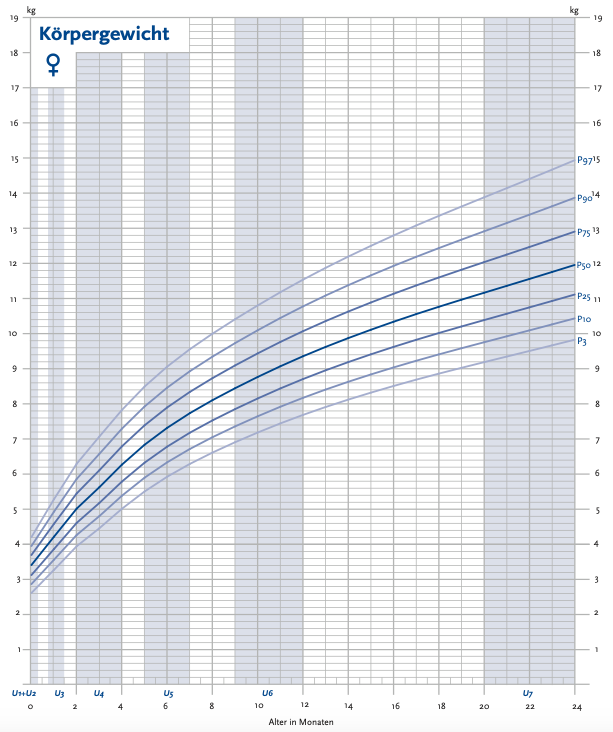 kg kg
19 19
Körpergewicht
♀
18 18
17 17
16 16
P97 15
15
14 P90 14
13 P75 13
12 P50 12
11 P25 11
P10
10 10
P3
9 9
8 8
7 7
6 6
5 5
4 4
3 3
2 2
1 1
U1+U2 U3 U4 U5 U6 U7
0 2 4 6 8 10 12 14 16 18 20 22 24
Alter in Monaten